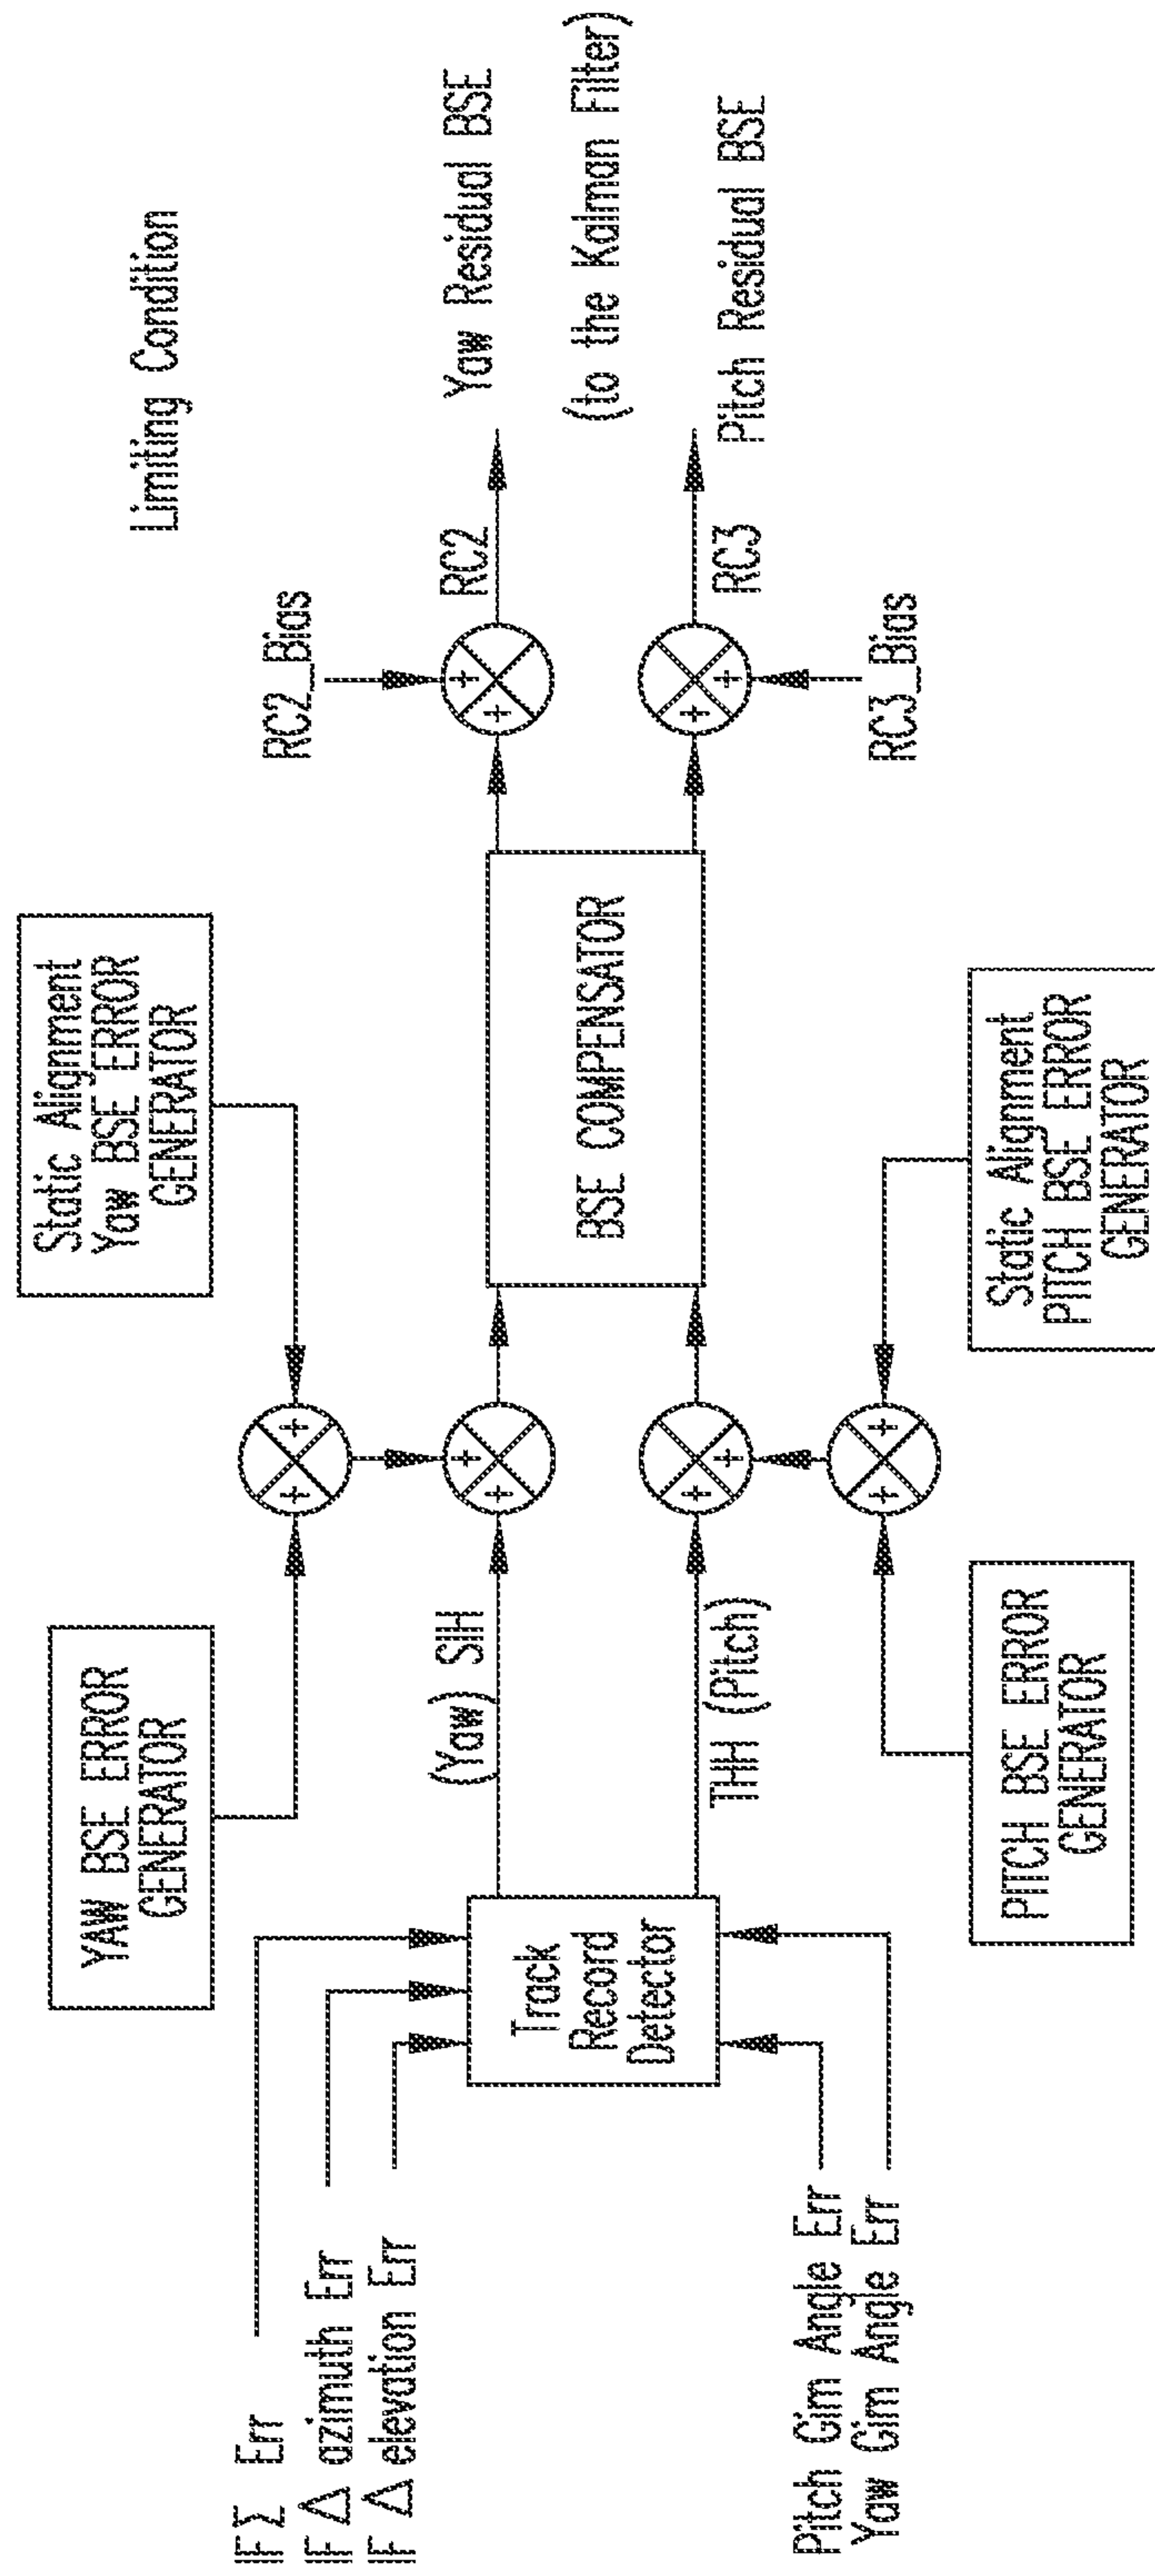 Limiting Condition
Static Alignment
Yaw BSE ERROR
GENERATOR
YAW BSE ERROR
GENERATOR
RC2_Bias
IF Σ Err
IF Δ azimuth Err
IF Δ elevation Err
(Yaw) SIH
RC2
Yaw Residual BSE
Track
Record
Detector
BSE COMPENSATOR
(to the Kalman Filter)
THH (Pitch)
RC3
Pitch Residual BSE
Pitch Gim Angle Err
Yaw Gim Angle Err
RC3_Bias
PITCH BSE ERROR
GENERATOR
Static Alignment
PITCH BSE ERROR
GENERATOR
+
+
+
+
+
+
+
+
+
+
+
+